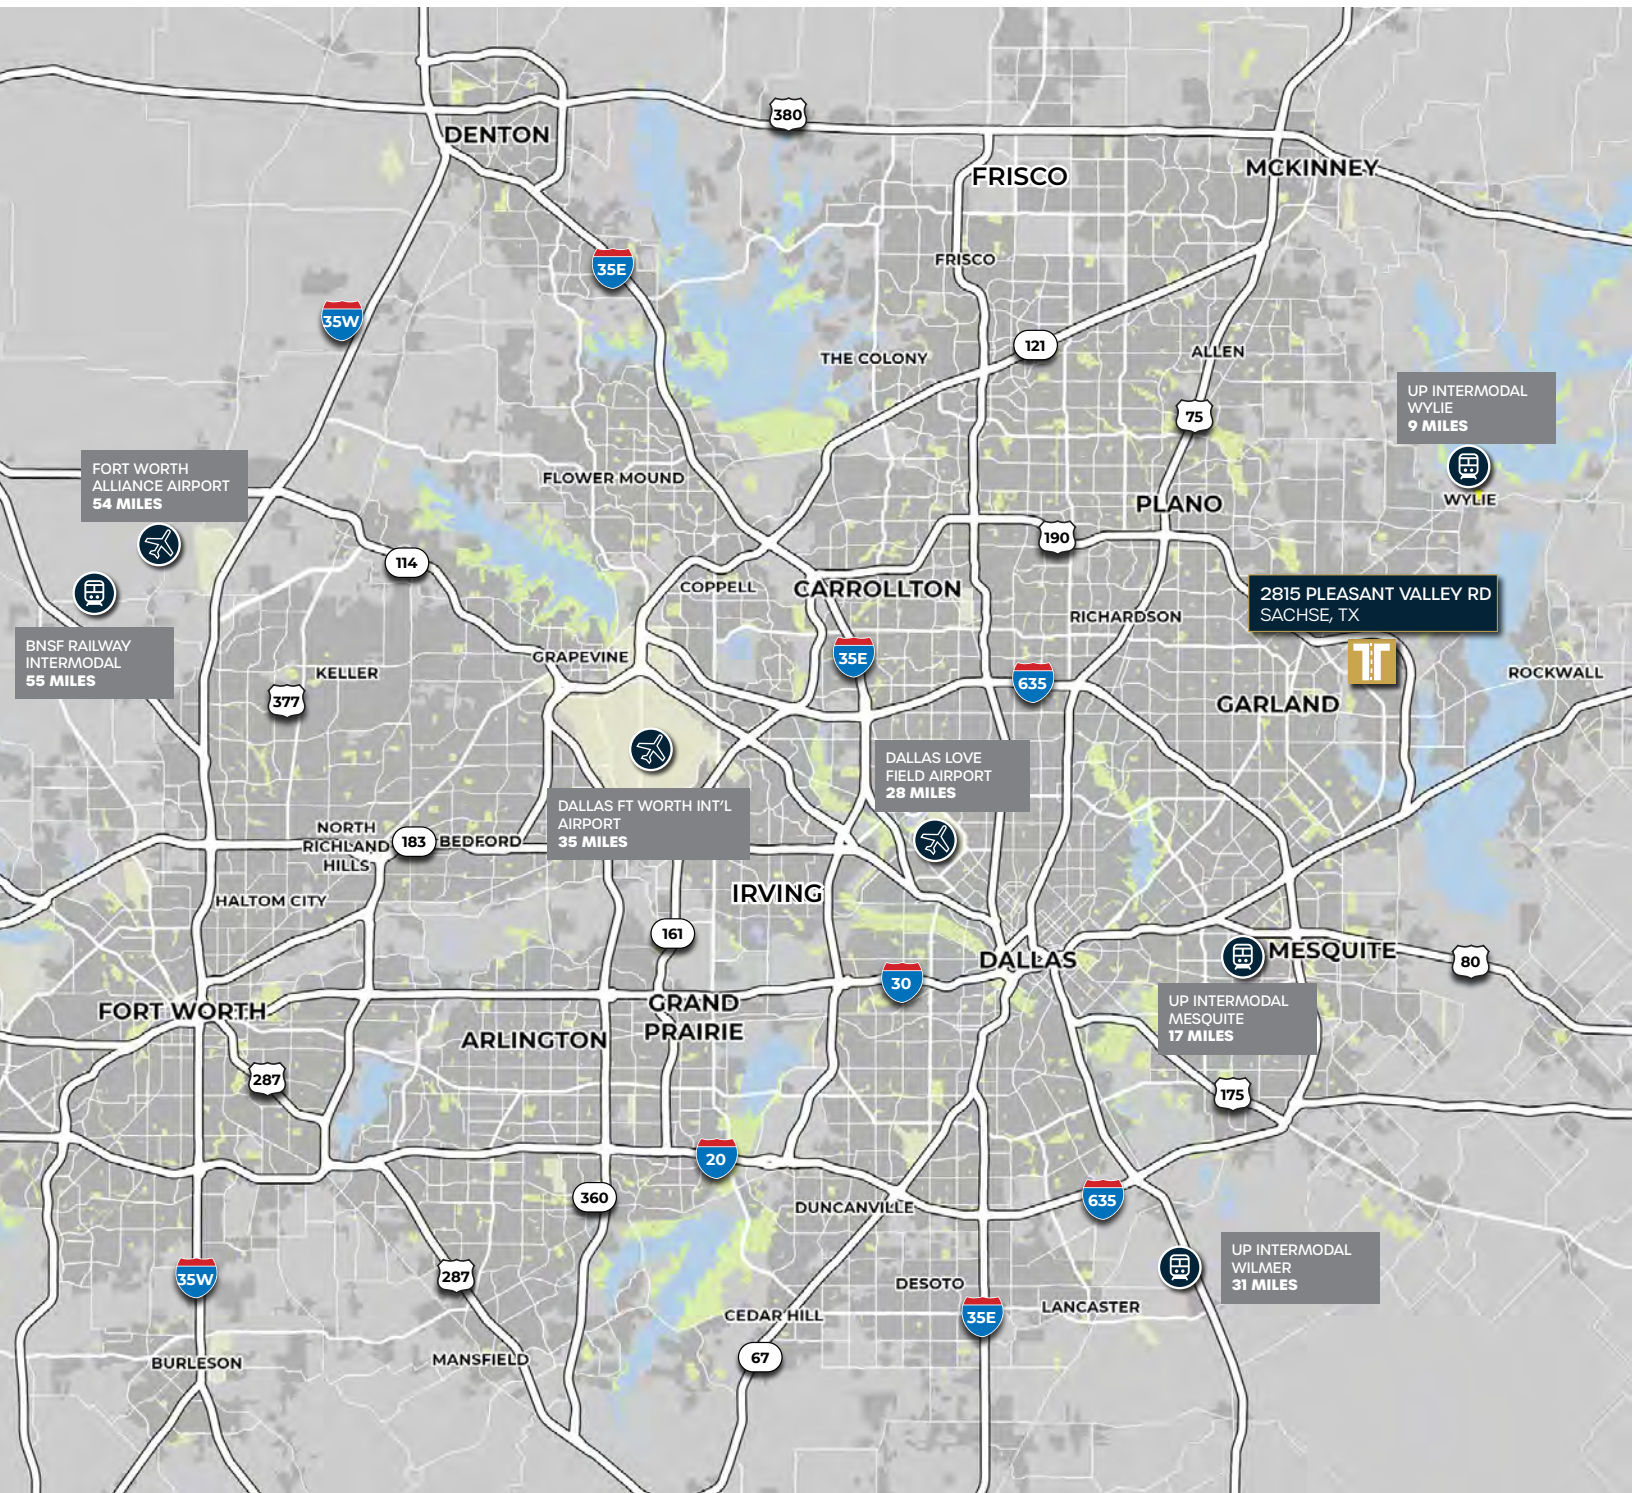 380
DENTON
FRISCO
MCKINNEY
FRISCO
35E
35W
121
THE COLONY
ALLEN
UP INTERMODAL
WYLIE
9 MILES
75
FORT WORTH
ALLIANCE AIRPORT
54 MILES
FLOWER MOUND
PLANO
WYLIE
190
114
COPPELL
CARROLLTON
2815 PLEASANT VALLEY RD
SACHSE, TX
RICHARDSON
BNSF RAILWAY
INTERMODAL
55 MILES
GRAPEVINE
35E
KELLER
635
ROCKWALL
377
GARLAND
DALLAS LOVE
FIELD AIRPORT
28 MILES
DALLAS FT WORTH INT'L
AIRPORT
35 MILES
NORTH
RICHLAND
HILLS
183
BEDFORD
IRVING
HALTOM CITY
161
DALLAS
MESQUITE
80
30
FORT WORTH
GRAND
PRAIRIE
ARLINGTON
UP INTERMODAL
MESQUITE
17 MILES
287
175
20
360
DUNCANVILLE
635
UP INTERMODAL
WILMER
31 MILES
35W
287
DESOTO
LANCASTER
CEDAR HILL
35E
67
BURLESON
MANSFIELD